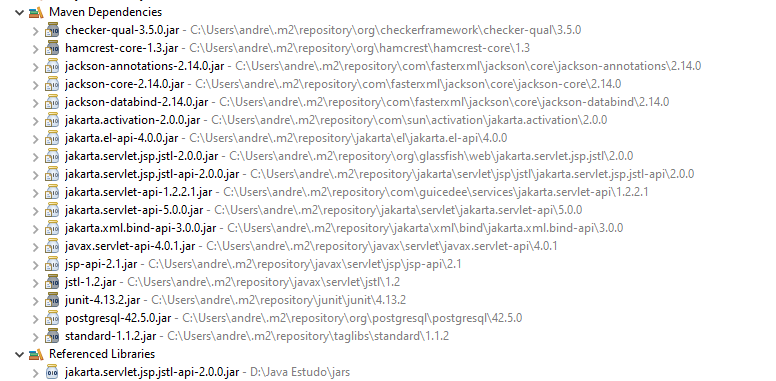 Maven Dependencies
checker-qual-3.5.0.jar - C:\Users\andre\.m2\repository\org\checkerframework\checker-qual\3.5.0
hamcrest-core-1.3.jar - C:\Users\andre\.m2\repository\org\hamcrest\hamcrest-core\1.3
jackson-annotations-2.14.0.jar - C:\Users\andre\.m2\repository\com\fasterxml\jackson\core\jackson-annotations\2.14.0
jackson-core-2.14.0.jar - C:\Users\andre\.m2\repository\com\fasterxml\jackson\core\jackson-core\2.14.0
jackson-databind-2.14.0.jar - C:\Users\andre\.m2\repository\com\fasterxml\jackson\core\jackson-databind\2.14.0
jakarta.activation-2.0.0.jar - C:\Users\andre\.m2\repository\com\sun\activation\jakarta.activation\2.0.0
jakarta.el-api-4.0.0.jar - C:\Users\andre\.m2\repository\jakarta\el\jakarta.el-api\4.0.0
jakarta.servlet.jsp.jstl-2.0.0.jar - C:\Users\andre\.m2\repository\org\glassfish\web\jakarta.servlet.jsp.jstl\2.0.0
jakarta.servlet.jsp.jstl-api-2.0.0.jar - C:\Users\andre\.m2\repository\jakarta\servlet\jsp\jstl\jakarta.servlet.jsp.jstl-api\2.0.0
jakarta.servlet-api-1.2.2.1.jar - C:\Users\andre\.m2\repository\com\guicedee\services\jakarta.servlet-api\1.2.2.1
jakarta.servlet-api-5.0.0.jar - C:\Users\andre\.m2\repository\jakarta\servlet\jakarta.servlet-api\5.0.0
jakarta.xml.bind-api-3.0.0.jar - C:\Users\andre\.m2\repository\jakarta\xml\bind\jakarta.xml.bind-api\3.0.0
javax.servlet-api-4.0.1.jar - C:\Users\andre\.m2\repository\javax\servlet\javax.servlet-api\4.0.1
jsp-api-2.1.jar - C:\Users\andre\.m2\repository\javax\servlet\jsp\jsp-api\2.1
jstl-1.2.jar - C:\Users\andre\.m2\repository\javax\servlet\jstl\1.2
junit-4.13.2.jar - C:\Users\andre\.m2\repository\junit\junit\4.13.2
postgresql-42.5.0.jar - C:\Users\andre\.m2\repository\org\postgresql\postgresql\42.5.0
standard-1.1.2.jar - C:\Users\andre\.m2\repository\taglibs\standard\1.1.2
Referenced Libraries
jakarta.servlet.jsp.jstl-api-2.0.0.jar - D:\Java Estudo\jars